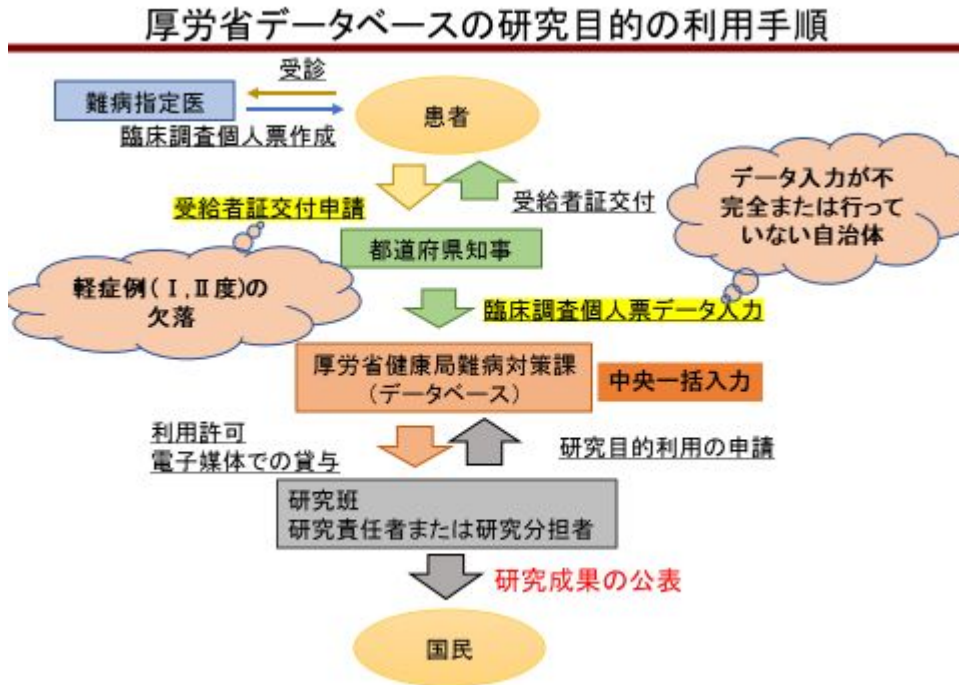 厚労省データベースの研究目的の利用手順
受診
難病指定医
患者
臨床調査個人票作成
データ入力が不
完全または行って
いない自治体
受給者証交付申請
受給者証交付
都道府県知事
軽症例(Ⅰ,Ⅱ度)の
欠落
臨床調査個人票データ入力
厚労省健康局難病対策課
(データベース)
中央一括入力
利用許可
電子媒体での貸与
研究目的利用の申請
研究班
研究責任者または研究分担者
研究成果の公表
国民